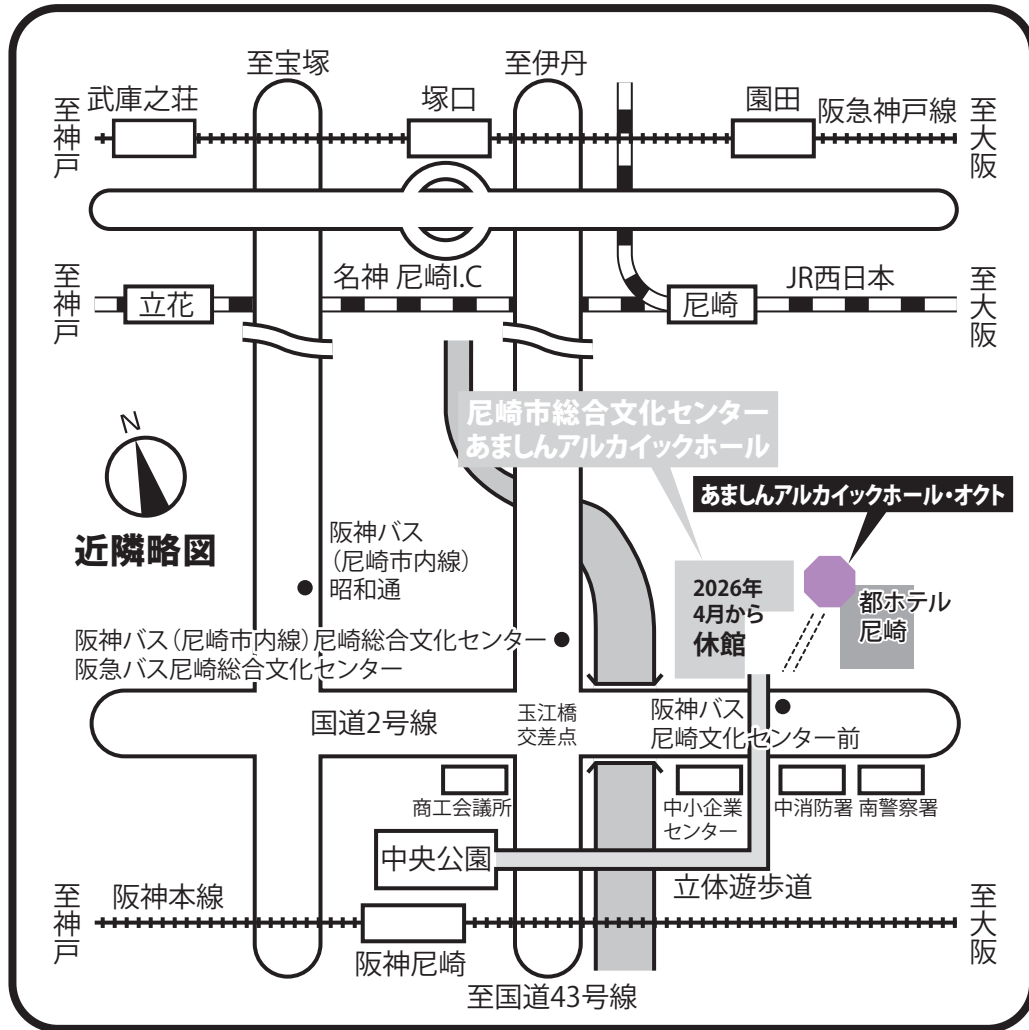 至宝塚
至伊丹
武庫之荘
塚口
園田
阪急神戸線
至神戸
至大阪
名神 尼崎I.C
JR西日本
至神戸
立花
尼崎
至大阪
尼崎市総合文化センター
あましんアルカイックホール
N
近隣略図
あましんアルカイックホール・オクト
阪神バス
(尼崎市内線)
昭和通
2026年
4月から
休館
都ホテル
尼崎
阪神バス(尼崎市内線)尼崎総合文化センター
阪急バス尼崎総合文化センター
国道2号線
玉江橋
交差点
阪神バス
尼崎文化センター前
商工会議所
中小企業
センター
中消防署
南警察署
中央公園
立体遊歩道
至神戸
阪神本線
至大阪
阪神尼崎
至国道43号線